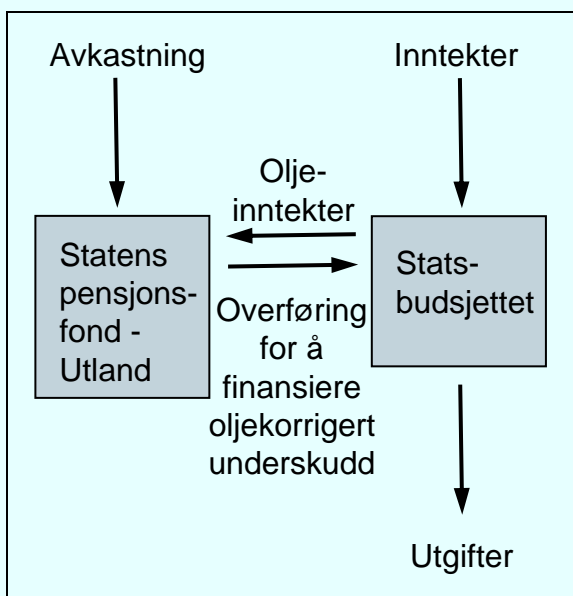 Avkastning
Inntekter
Olje-
inntekter
Statens
pensjons-
fond -
Utland
Overføring
for å
finansiere
oljekorrigert
underskudd
Stats-
budsjettet
Utgifter